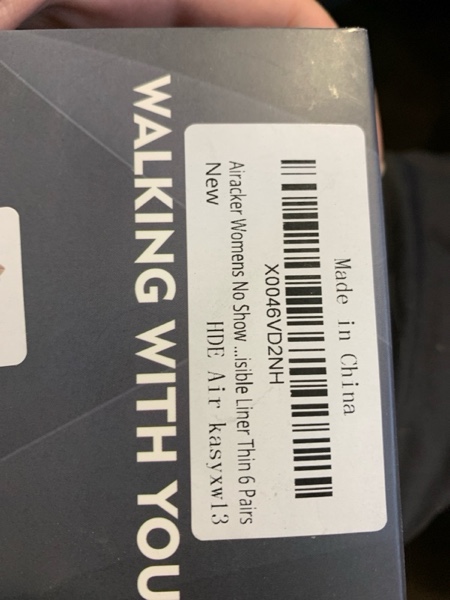 Made in China
X0046VD2NH
Airacker Womens No Show ...isible Liner Thin 6 Pairs
New
HDE Air kasyxw13
WALKING WITH YOU